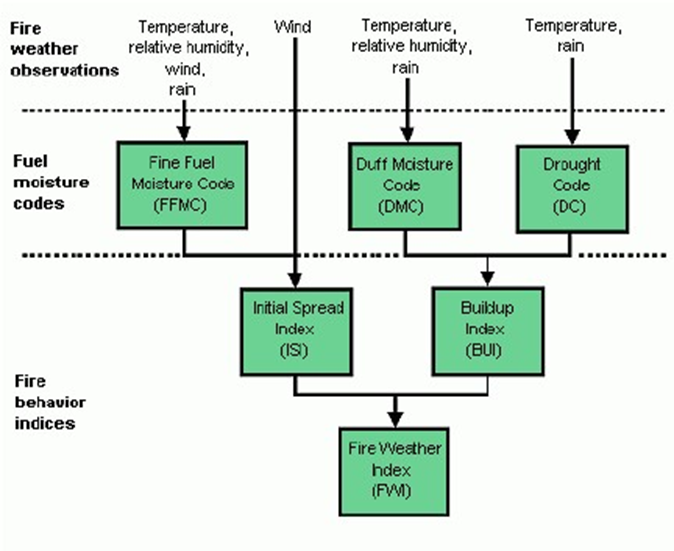 Fire
weather
observations
Temperature,
relative humidity,
wind,
rain
Wind
Temperature,
relative humidity,
rain
Temperature,
rain
Fuel
moisture
codes
Fine Fuel
Moisture Code
(FFMC)
Duff Moisture
Code
(DMC)
Drought
Code
(DC)
Fire
behavior
indices
Initial Spread
Index
(ISI)
Buildup
Index
(BUI)
Fire Weather
Index
(FWI)